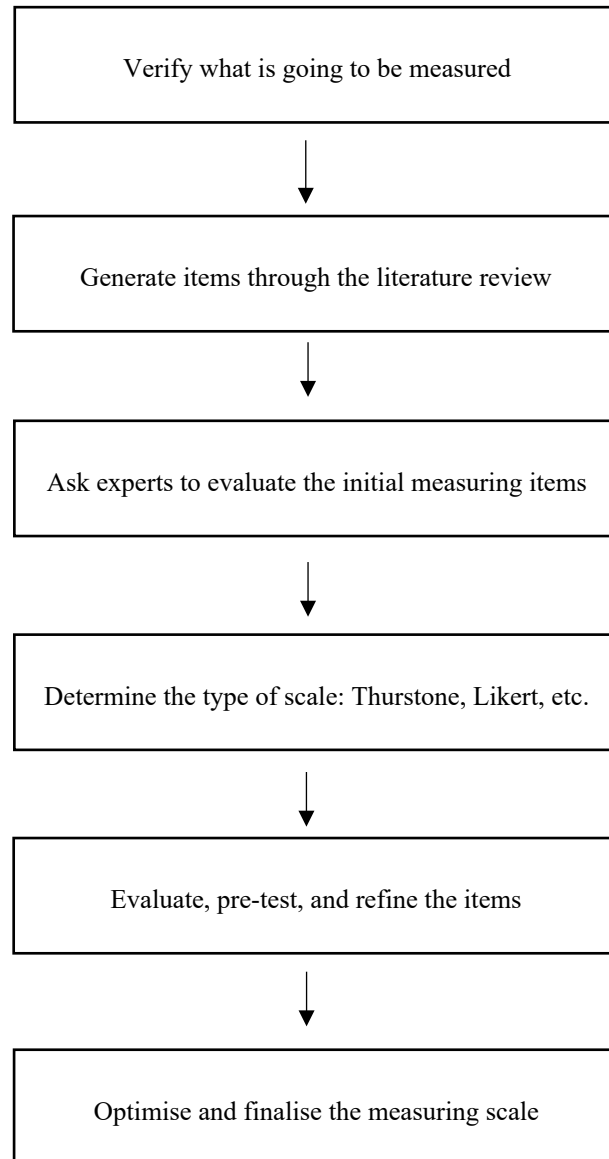 Verify what is going to be measured
Generate items through the literature review
Ask experts to evaluate the initial measuring items
Determine the type of scale: Thurstone, Likert, etc.
Evaluate, pre-test, and refine the items
Optimise and finalise the measuring scale